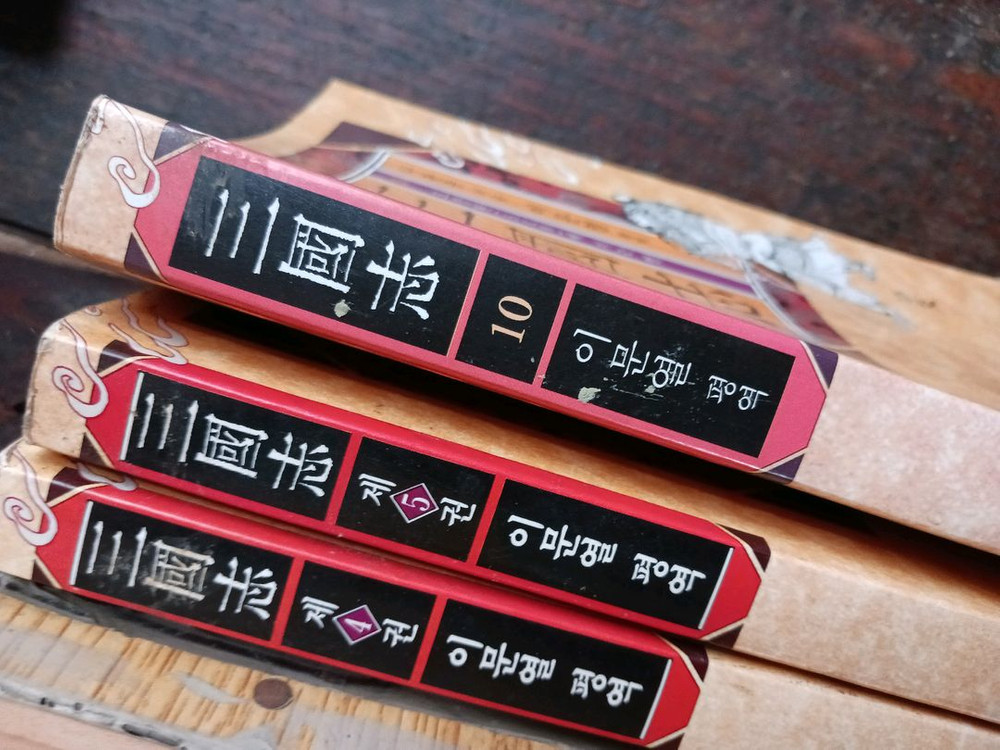 三國志 10 이문열 평역
三國志 제5권 이문열 평역
三國志 제4권 이문열 평역